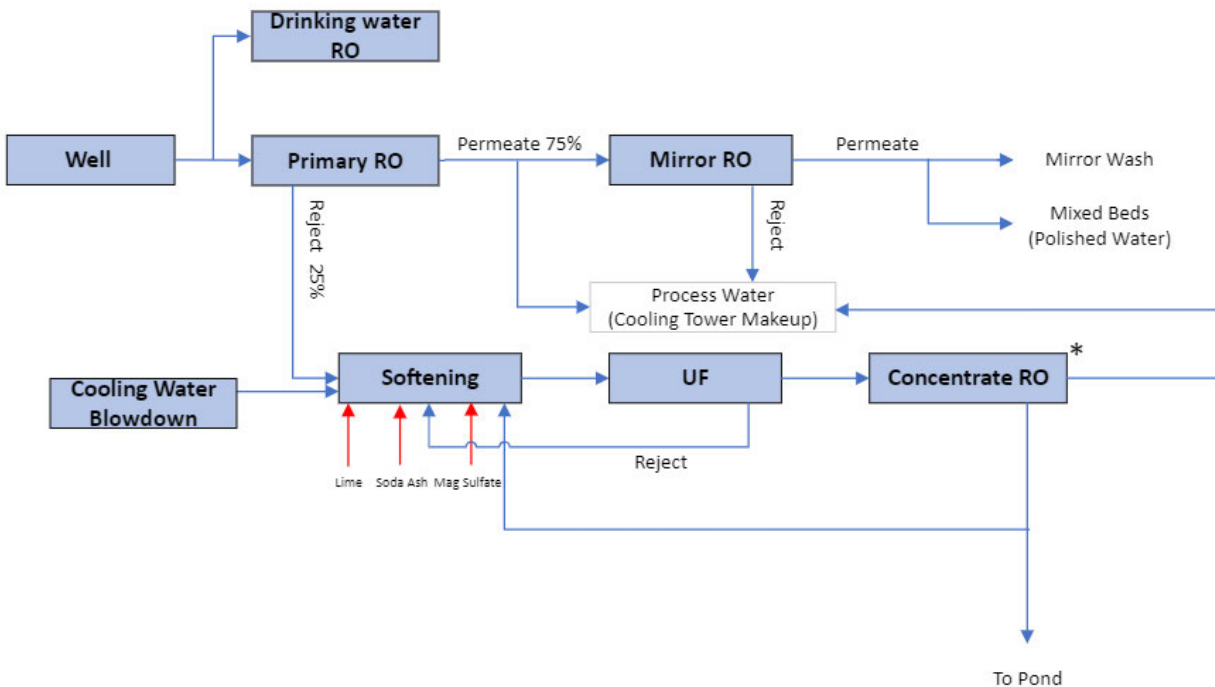 Drinking water
RO
Well
Primary RO
Permeate 75%
Mirror RO
Permeate
Mirror Wash
Mixed Beds
(Polished Water)
Reject 25%
Reject
Process Water
(Cooling Tower Makeup)
Cooling Water
Blowdown
Softening
UF
Concentrate RO
*
Reject
Lime
Soda Ash
Mag Sulfate
To Pond